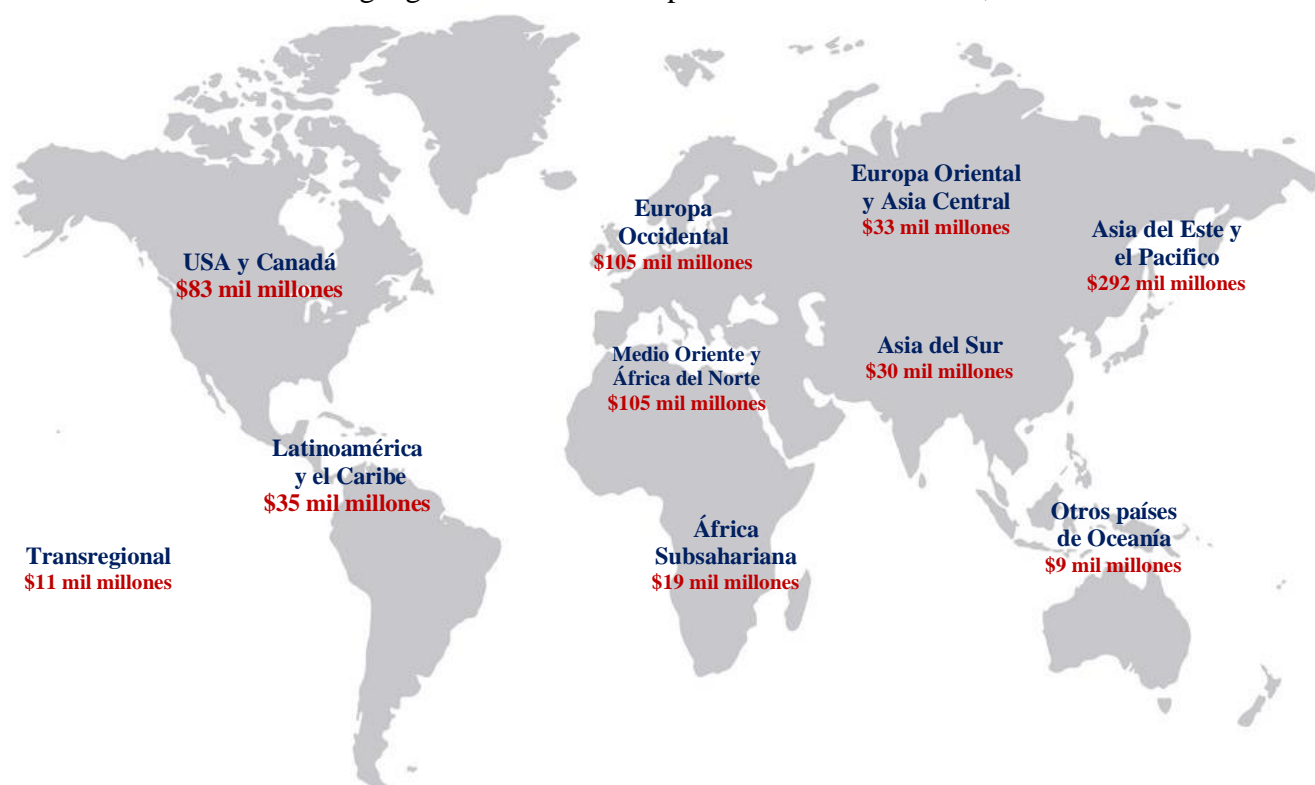 Europa Oriental
y Asia Central
$33 mil millones
Europa
Occidental
$105 mil millones
Asia del Este y
el Pacifico
$292 mil millones
USA y Canadá
$83 mil millones
Asia del Sur
$30 mil millones
Medio Oriente y
África del Norte
$105 mil millones
Latinoamérica
y el Caribe
$35 mil millones
Otros países
de Oceanía
$9 mil millones
África
Subsahariana
$19 mil millones
Transregional
$11 mil millones